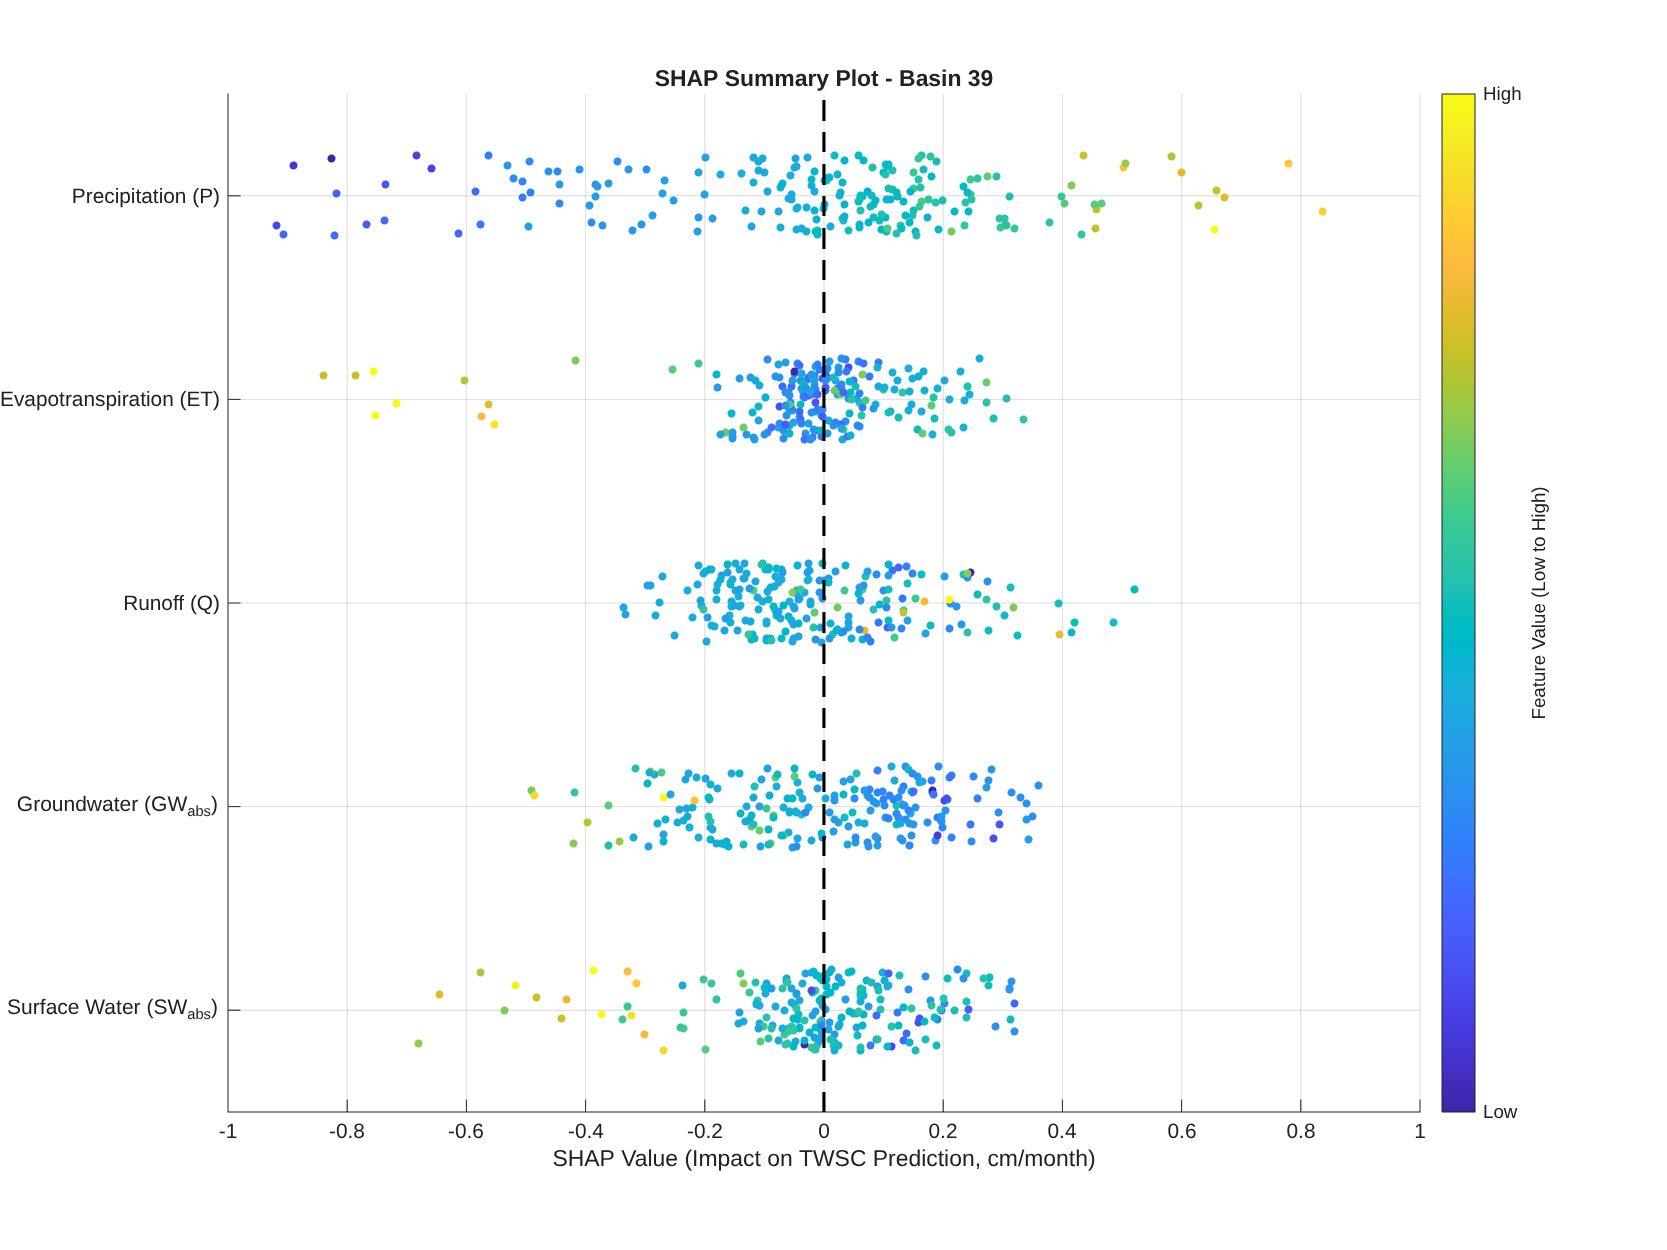 SHAP Summary Plot - Basin 39
High
Precipitation (P)
Evapotranspiration (ET)
Runoff (Q)
Groundwater (GWabs)
Surface Water (SWabs)
Feature Value (Low to High)
Low
-1 -0.8 -0.6 -0.4 -0.2 0 0.2 0.4 0.6 0.8 1
SHAP Value (Impact on TWSC Prediction, cm/month)